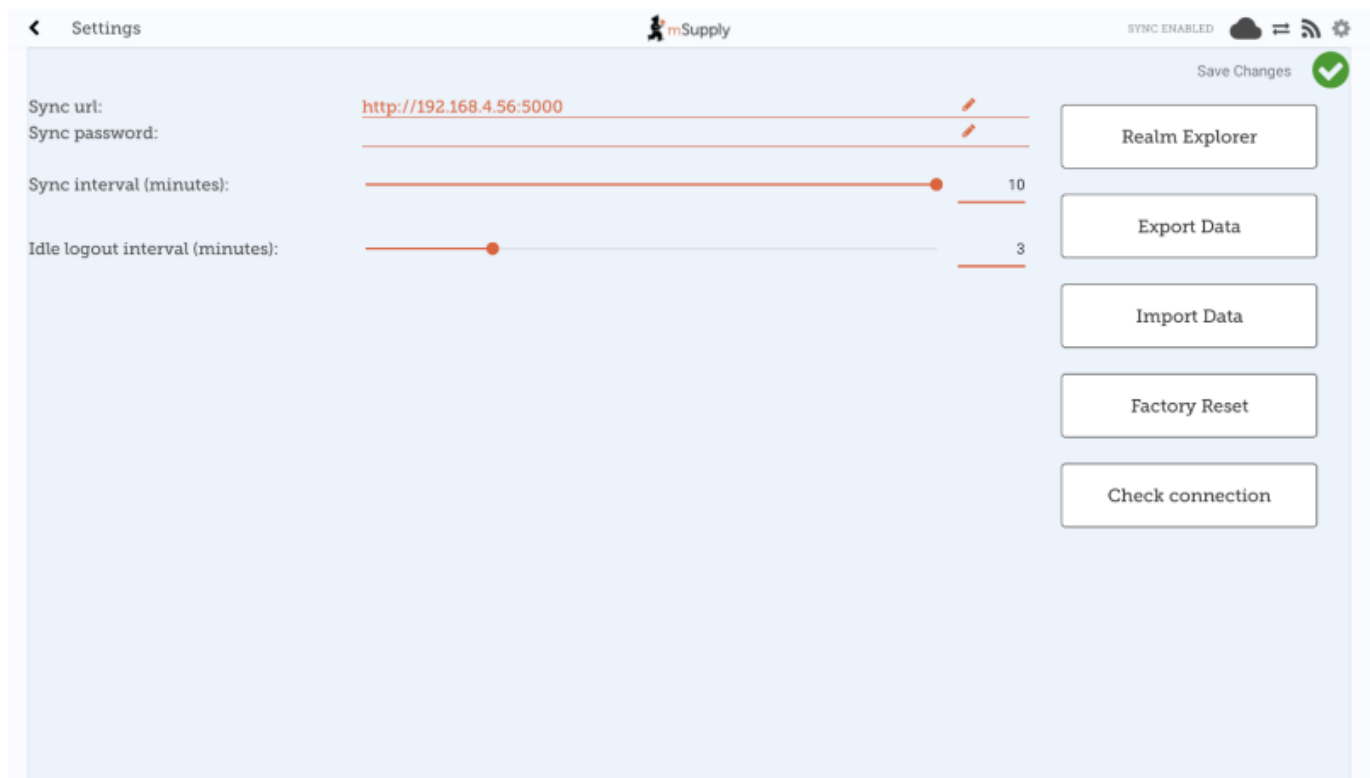 Settings
mSupply
SYNC ENABLED
Save Changes
Sync url: http://192.168.4.56:5000
Sync password:
Sync interval (minutes): 10
Idle logout interval (minutes): 3
Realm Explorer
Export Data
Import Data
Factory Reset
Check connection